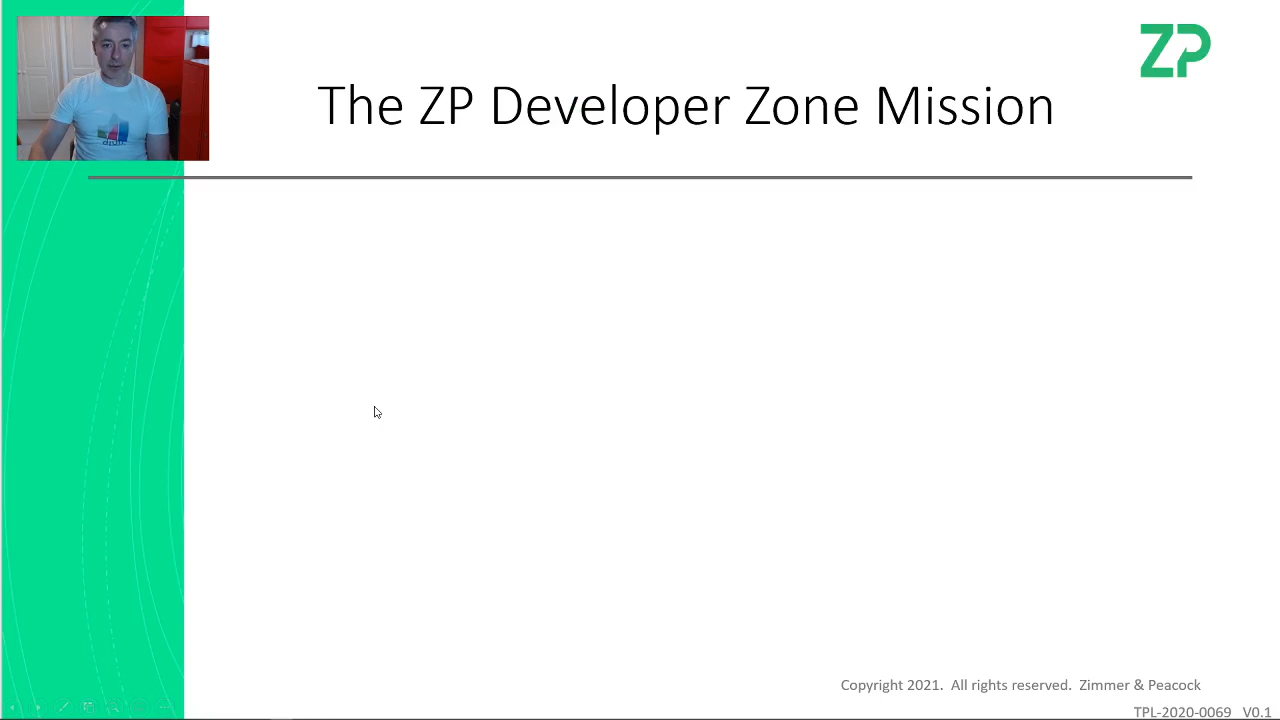 ZP
The ZP Developer Zone Mission
Copyright 2021.  All rights reserved.  Zimmer & Peacock
TPL-2020-0069   V0.1